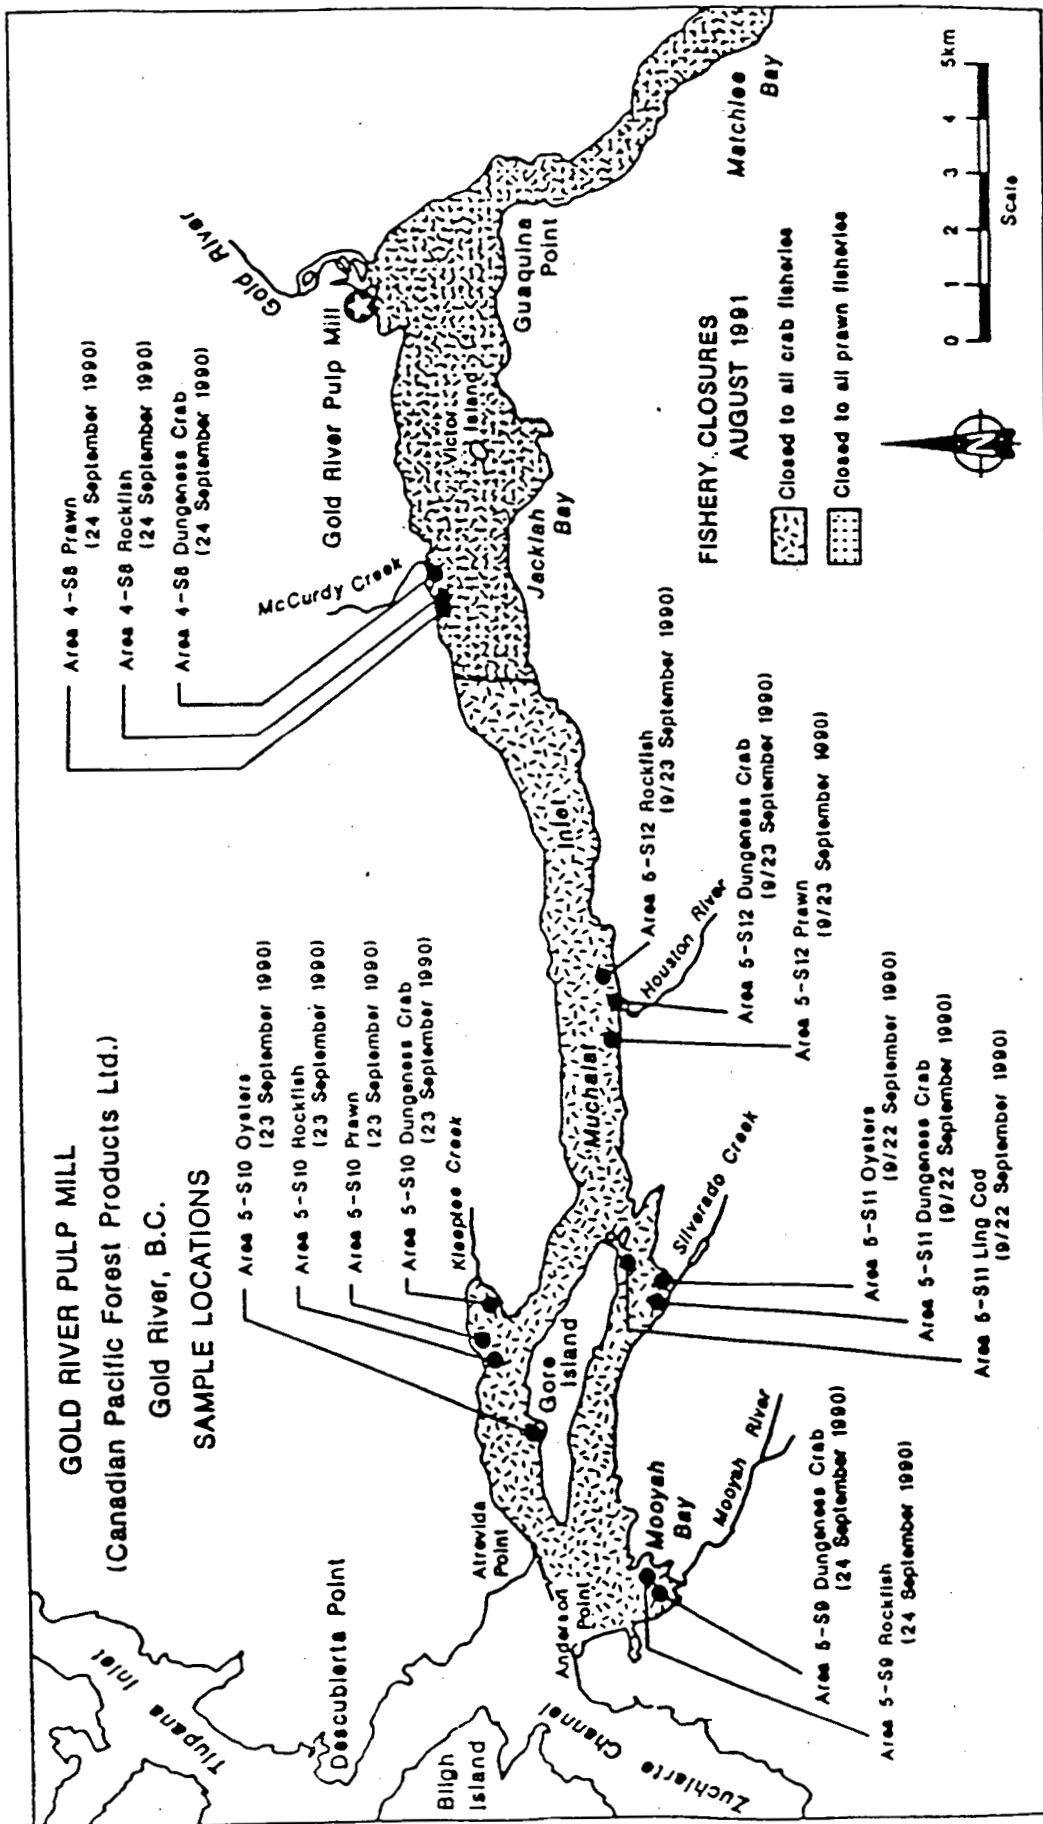 GOLD RIVER PULP MILL
(Canadian Pacific Forest Products Ltd.)
Gold River, B.C.
SAMPLE LOCATIONS
Area 4-S8 Prawn
(24 September 1990)
Area 4-S8 Rockfish
(24 September 1990)
Area 4-S8 Dungeness Crab
(24 September 1990)
Area 5-S10 Oysters
(23 September 1990)
Area 5-S10 Rockfish
(23 September 1990)
Area 5-S10 Prawn
(23 September 1990)
Area 5-S10 Dungeness Crab
(23 September 1990)
Tlupana Inlet
Descubierta Point
Bligh
Island
Zuchlarte Channel
Atrevida
Point
Anderson
Point
Kleeptee Creek
Gore
Island
McCurdy Creek
Gold River Pulp Mill
Gold River
Victor
Island
Muchalat Inlet
Jacklah
Bay
Guaquina
Point
Matchlee
Bay
Mooyah
Bay
Mooyah River
Silverado Creek
Houston River
Area 5-S12 Rockfish
(9/23 September 1990)
Area 5-S12 Dungeness Crab
(9/23 September 1990)
Area 5-S12 Prawn
(9/23 September 1990)
Area 5-S11 Oysters
(9/22 September 1990)
Area 5-S11 Dungeness Crab
(9/22 September 1990)
Area 5-S11 Ling Cod
(9/22 September 1990)
Area 5-S9 Dungeness Crab
(24 September 1990)
Area 5-S9 Rockfish
(24 September 1990)
FISHERY CLOSURES
AUGUST 1991
Closed to all crab fisheries
Closed to all prawn fisheries
N
0 1 2 3 4 5km
Scale